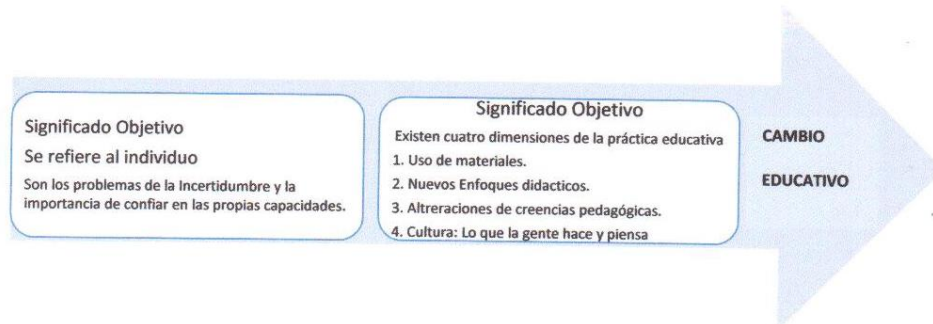 Significado Objetivo
Se refiere al individuo
Son los problemas de la Incertidumbre y la
importancia de confiar en las propias capacidades.
Significado Objetivo
Existen cuatro dimensiones de la práctica educativa
1. Uso de materiales.
2. Nuevos Enfoques didacticos.
3. Altreraciones de creencias pedagógicas.
4. Cultura: Lo que la gente hace y piensa
CAMBIO
EDUCATIVO